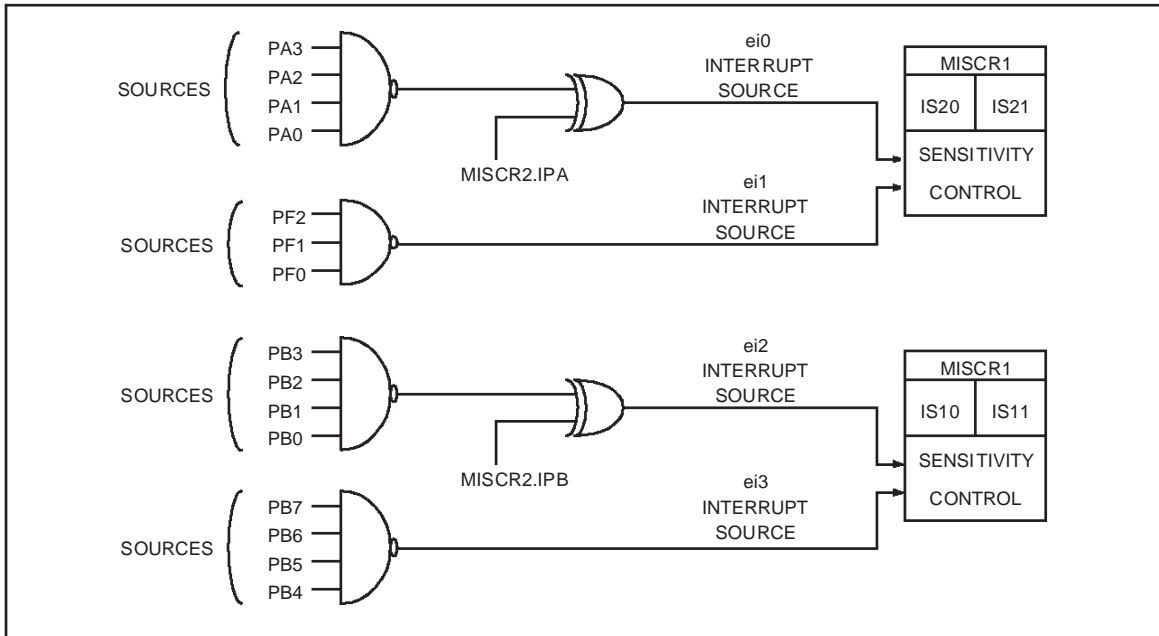 SOURCES
PA3
PA2
PA1
PA0
MISCR2.IPA
ei0
INTERRUPT
SOURCE
MISCR1
IS20 IS21
SENSITIVITY
CONTROL
SOURCES
PF2
PF1
PF0
ei1
INTERRUPT
SOURCE
SOURCES
PB3
PB2
PB1
PB0
MISCR2.IPB
ei2
INTERRUPT
SOURCE
MISCR1
IS10 IS11
SENSITIVITY
CONTROL
SOURCES
PB7
PB6
PB5
PB4
ei3
INTERRUPT
SOURCE